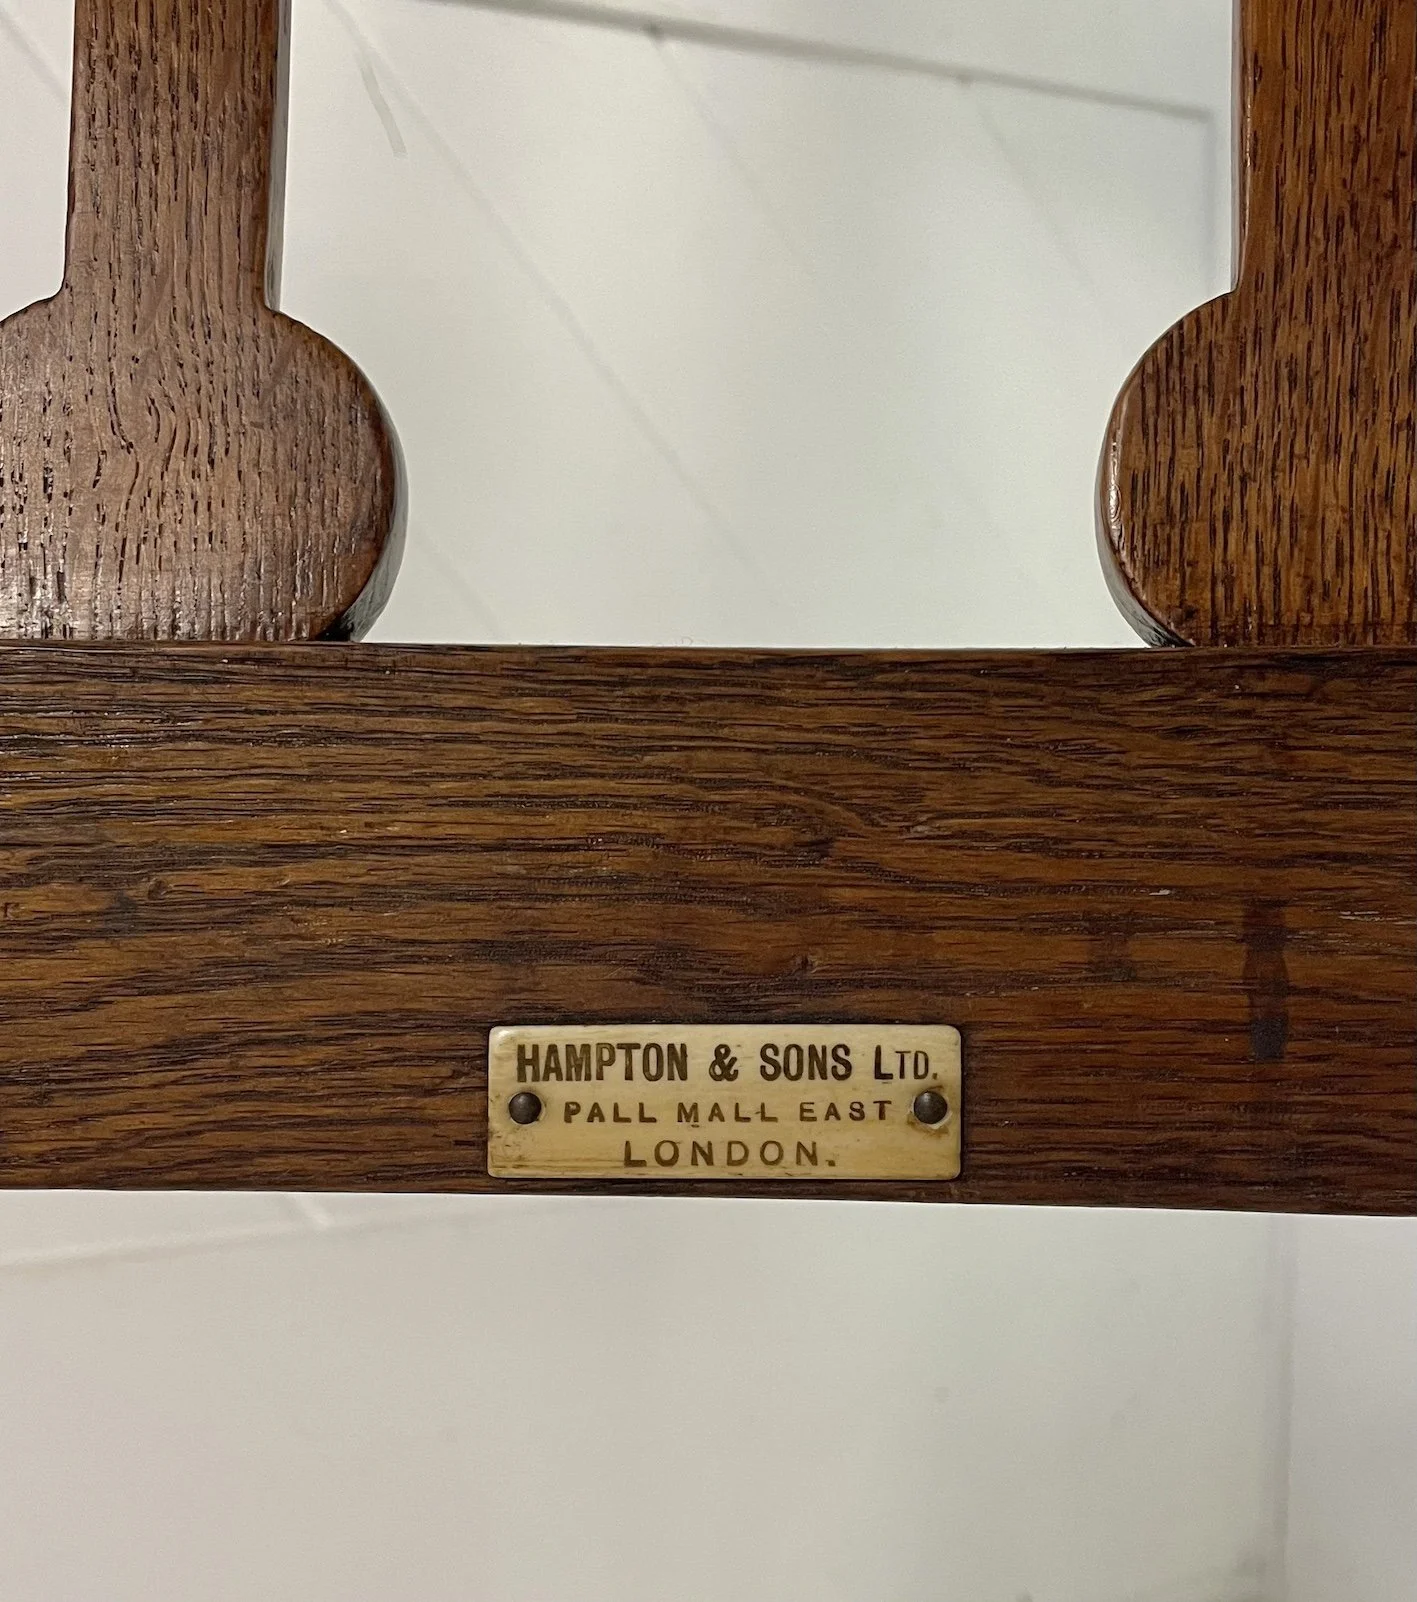 HAMPTON & SONS LTD.
PALL MALL EAST
LONDON.